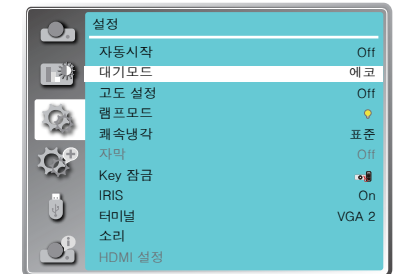 설정
자동시작 Off
대기모드 에코
고도 설정 Off
램프모드
쾌속냉각 표준
자막 Off
Key 잠금
IRIS On
터미널 VGA 2
소리
HDMI 설정